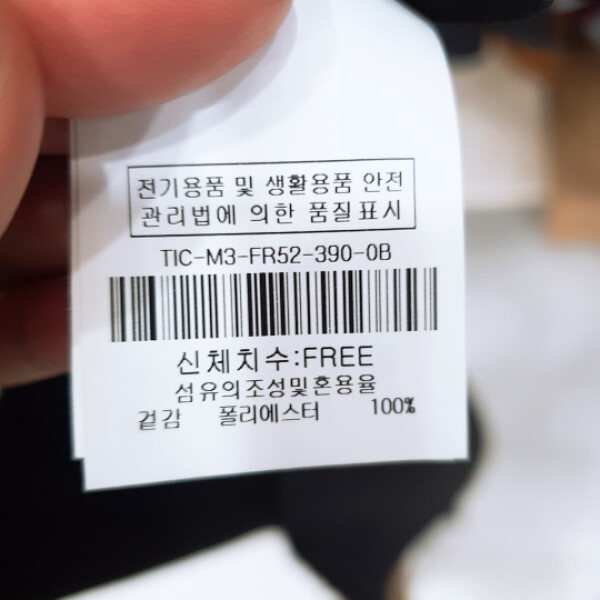 전기용품 및 생활용품 안전
관리법에 의한 품질표시
TIC-M3-FR52-390-0B
신체치수:FREE
섬유의조성및혼용율
겉감 폴리에스터 100%